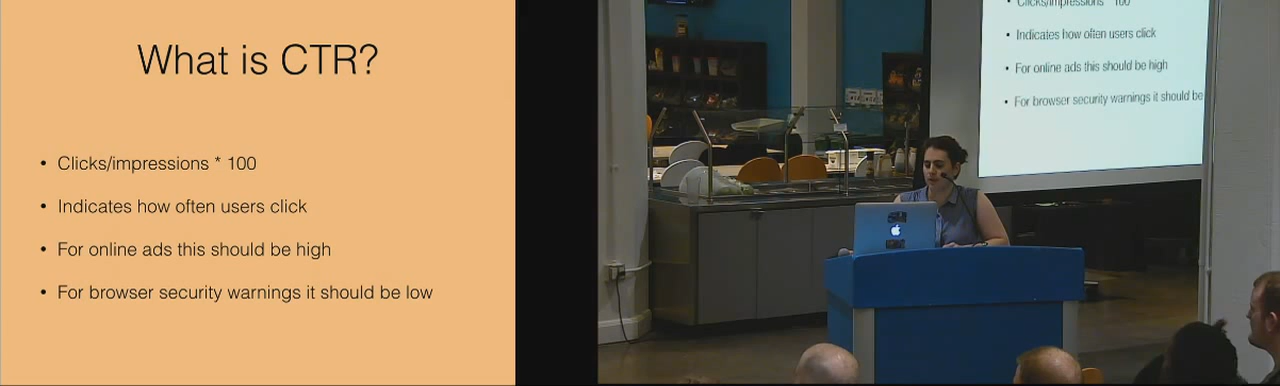 What is CTR?
• Clicks/impressions * 100
• Indicates how often users click
• For online ads this should be high
• For browser security warnings it should be low
Clicks/impressions * 100
• Indicates how often users click
• For online ads this should be high
• For browser security warnings it should be